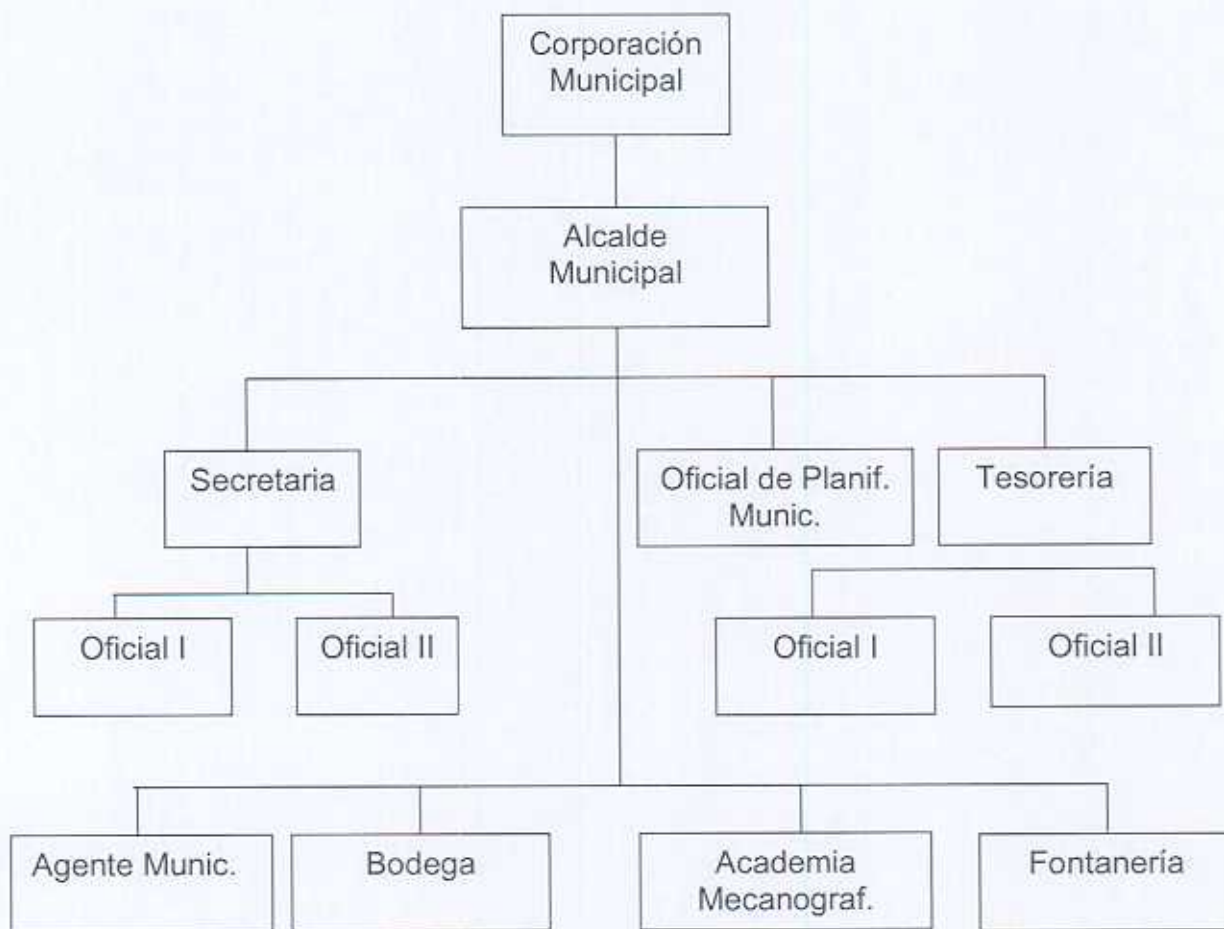 Corporación
Municipal
Alcalde
Municipal
Secretaria
Oficial de Planif.
Munic.
Tesorería
Oficial I
Oficial II
Oficial I
Oficial II
Agente Munic.
Bodega
Academia
Mecanograf.
Fontanería